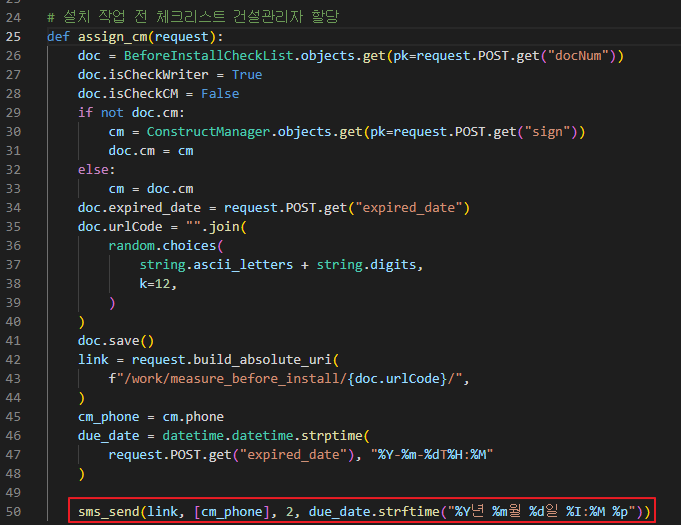 24 # 설치 작업 전 체크리스트 건설관리자 할당
25 def assign_cm(request):
26 doc = BeforeInstallCheckList.objects.get(pk=request.POST.get("docNum"))
27 doc.isCheckWriter = True
28 doc.isCheckCM = False
29 if not doc.cm:
30 cm = ConstructManager.objects.get(pk=request.POST.get("sign"))
31 doc.cm = cm
32 else:
33 cm = doc.cm
34 doc.expired_date = request.POST.get("expired_date")
35 doc.urlCode = "".join(
36 random.choices(
37 string.ascii_letters + string.digits,
38 k=12,
39 )
40 )
41 doc.save()
42 link = request.build_absolute_uri(
43 f"/work/measure_before_install/{doc.urlCode}/",
44 )
45 cm_phone = cm.phone
46 due_date = datetime.datetime.strptime(
47 request.POST.get("expired_date"), "%Y-%m-%dT%H:%M"
48 )
49
50 sms_send(link, [cm_phone], 2, due_date.strftime("%Y년 %m월 %d일 %I:%M %p"))